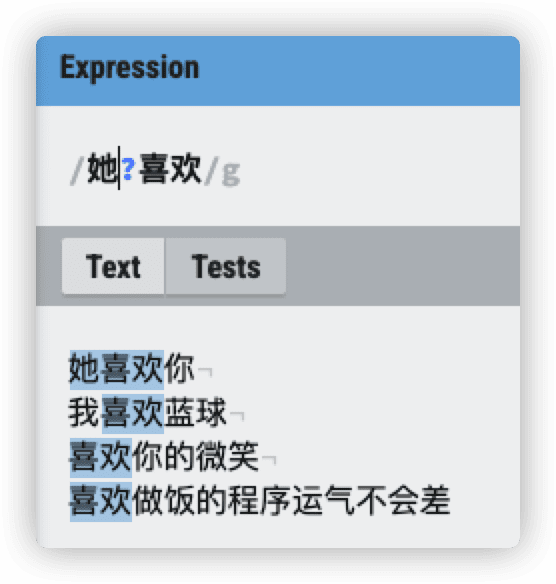 Expression
/她?喜欢/g
Text Tests
她喜欢你¬
我喜欢蓝球¬
喜欢你的微笑¬
喜欢做饭的程序运气不会差